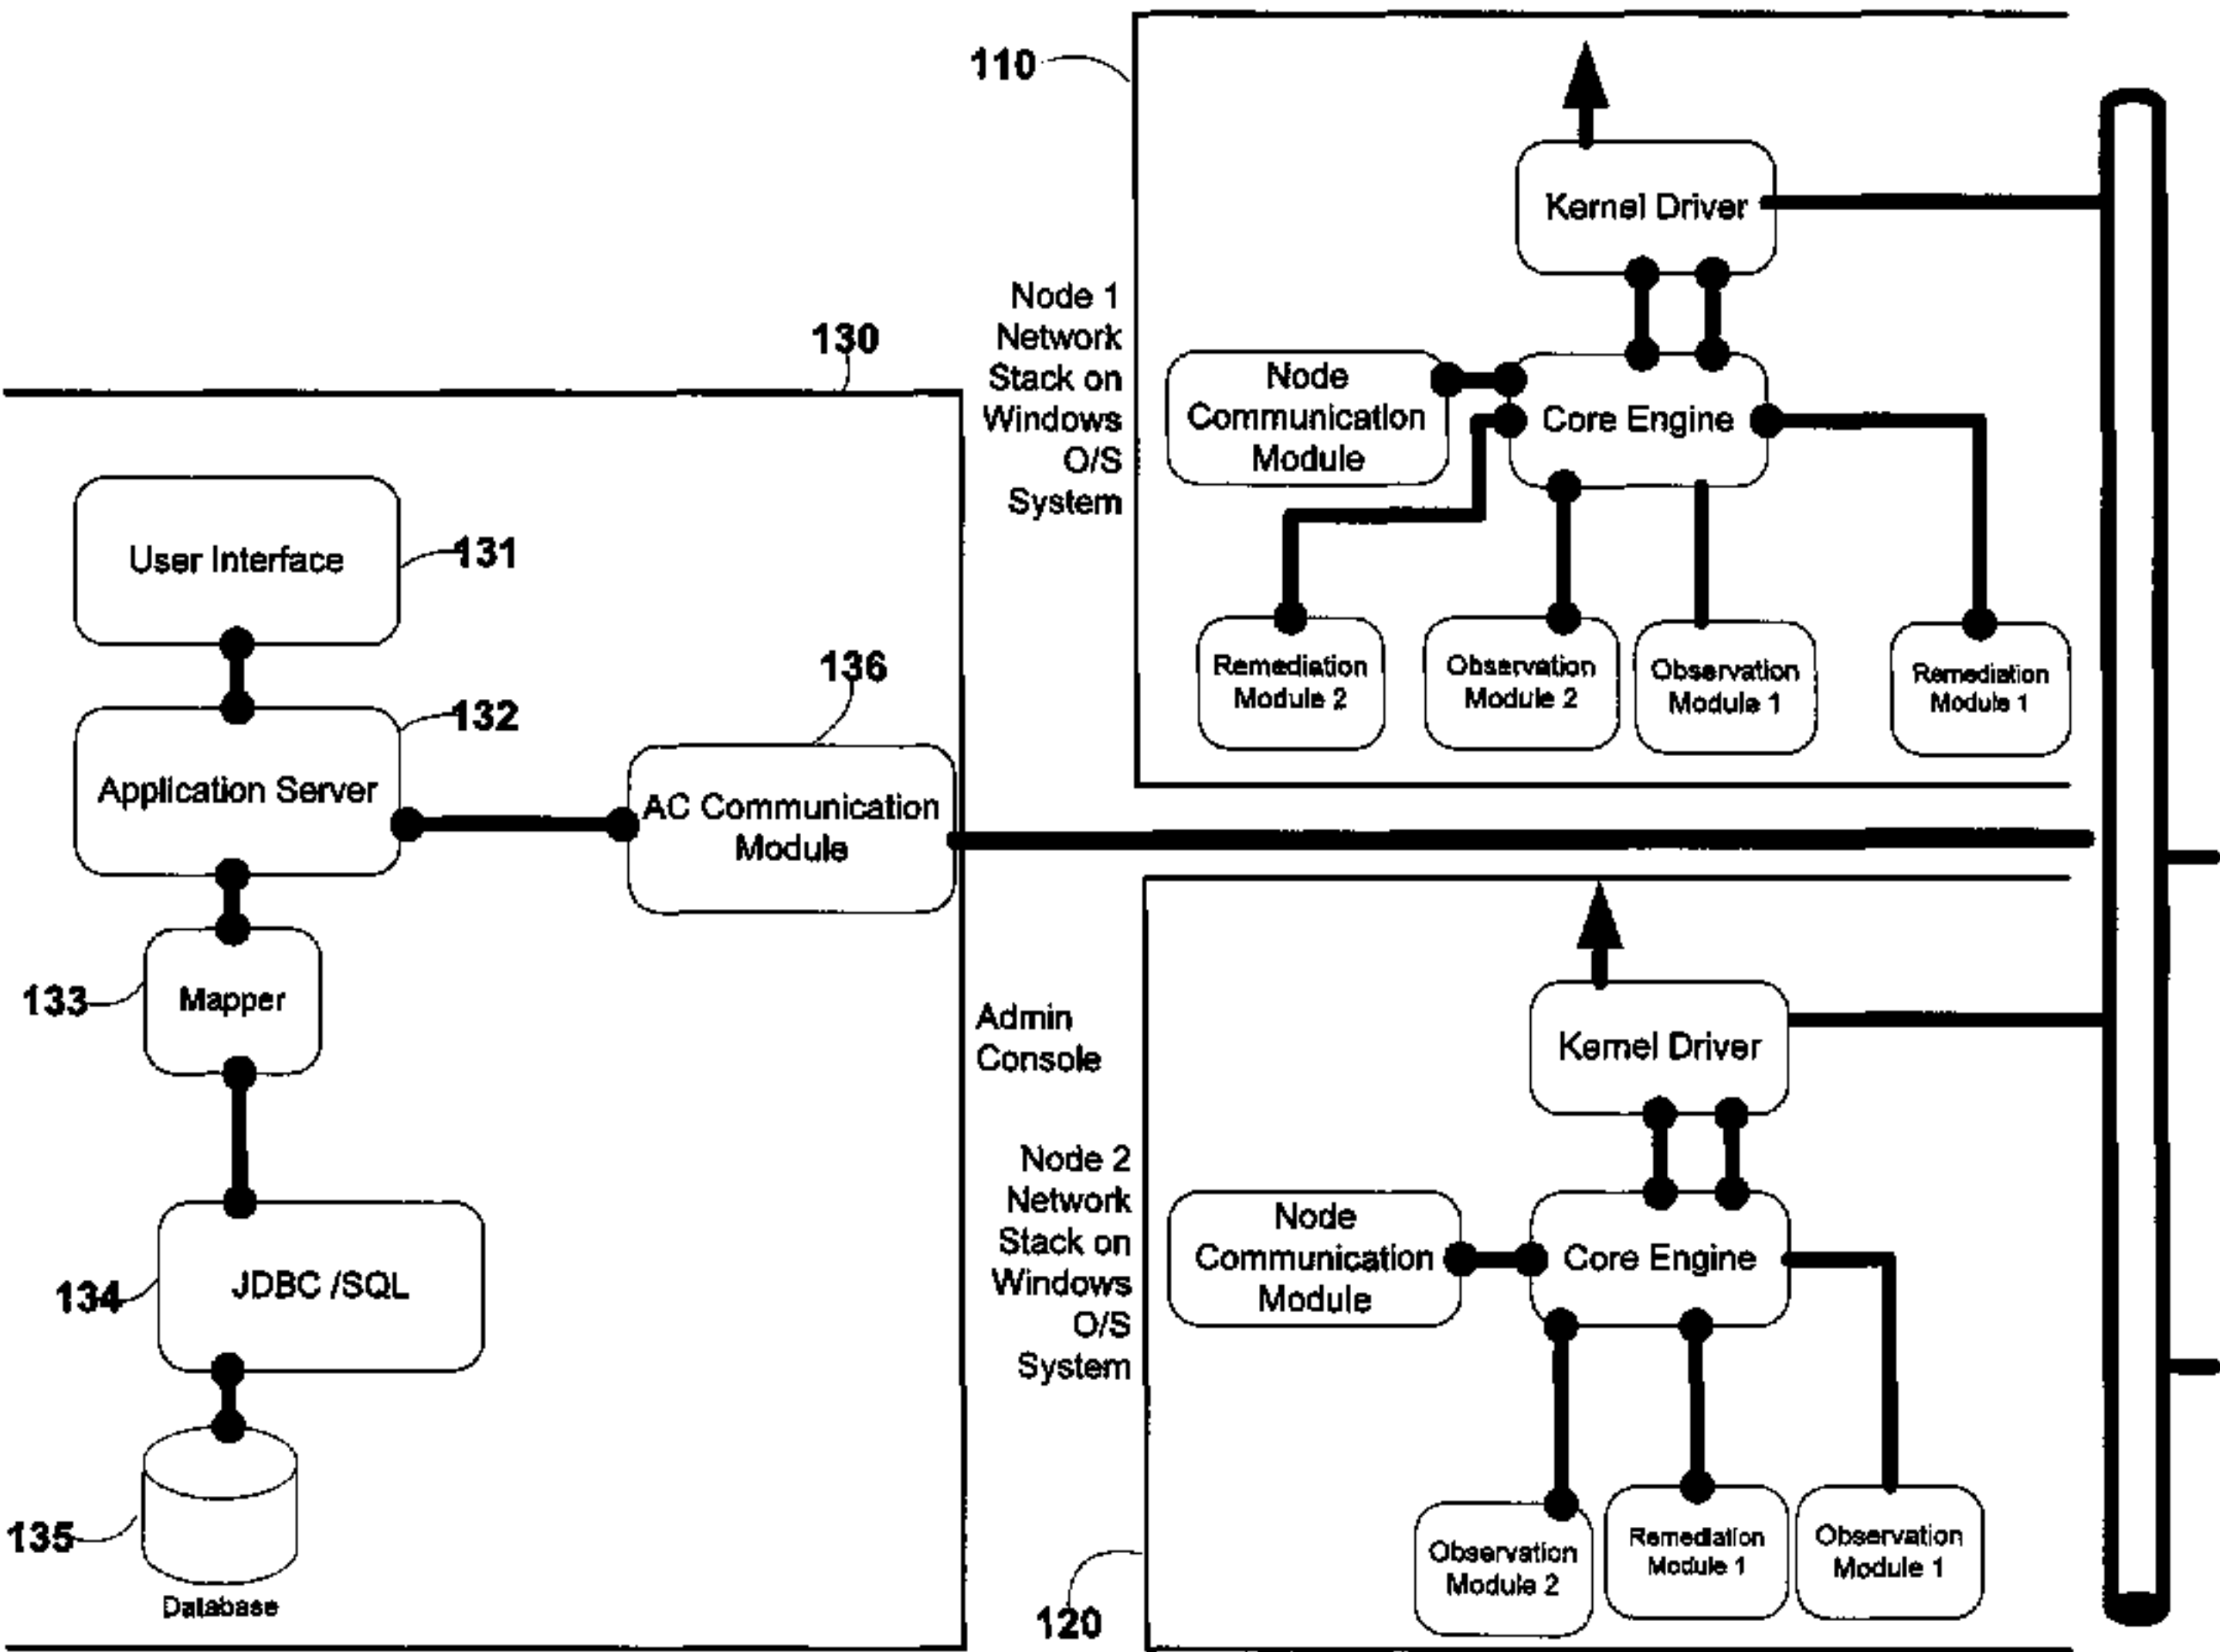 110
Kernel Driver
Node 1
Network
Stack on
Windows
O/S
System
Node
Communication
Module
Core Engine
Remediation
Module 2
Observation
Module 2
Observation
Module 1
Remediation
Module 1
130
User Interface
131
132
Application Server
136
AC Communication
Module
133
Mapper
134
JDBC /SQL
135
Database
Admin
Console
Node 2
Network
Stack on
Windows
O/S
System
Kernel Driver
Node
Communication
Module
Core Engine
Observation
Module 2
Remediation
Module 1
Observation
Module 1
120